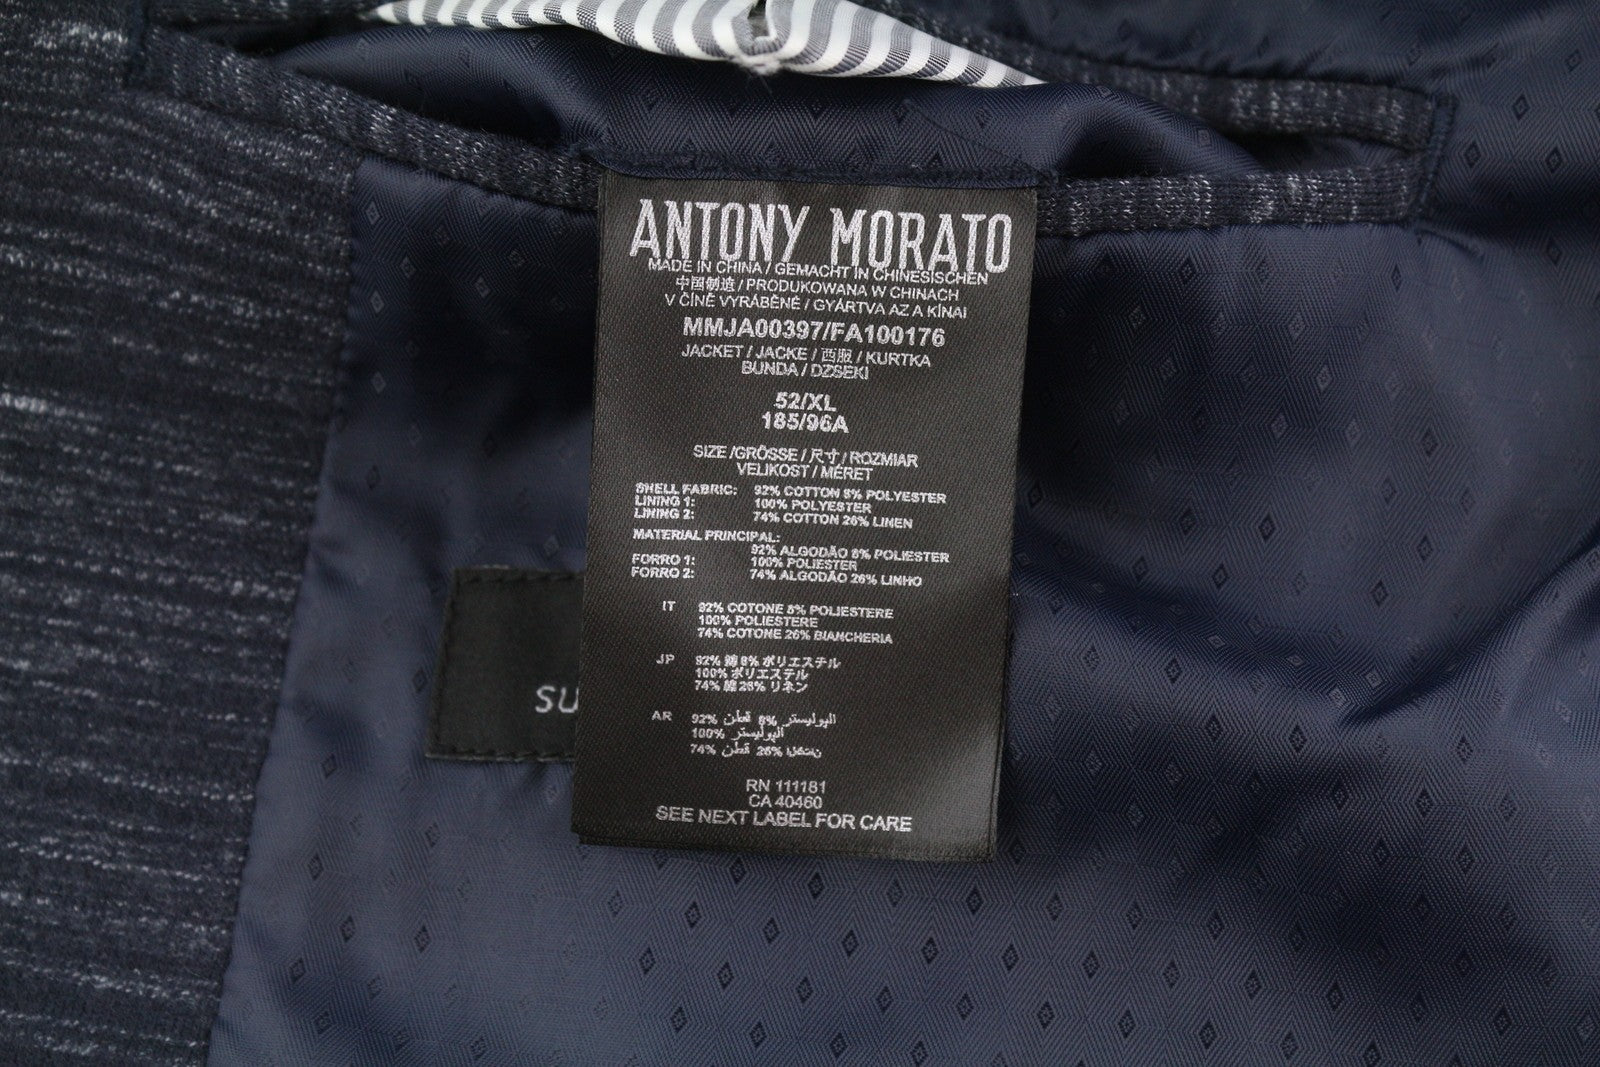 ANTONY MORATO
MADE IN CHINA / GEMACHT IN CHINESISCHEN
中国制造 / PRODUKOWANA W CHINACH
V ČÍNĚ VYRÁBĚNÉ / GYÁRTVA AZ A KÍNAI
MMJA00397/FA100176
JACKET / JACKE / 西服 / KURTKA
BUNDA / DZSEKI
52/XL
185/96A
SIZE /GRÖSSE / 尺寸 / ROZMIAR
VELIKOST / MÉRET
SHELL FABRIC: 92% COTTON 8% POLYESTER
LINING 1: 100% POLYESTER
LINING 2: 74% COTTON 26% LINEN
MATERIAL PRINCIPAL:
92% ALGODÃO 8% POLIESTER
FORRO 1: 100% POLIESTER
FORRO 2: 74% ALGODÃO 26% LINHO
IT 92% COTONE 8% POLIESTERE
100% POLIESTERE
74% COTONE 26% BIANCHERIA
JP 92% 綿 8% ポリエステル
100% ポリエステル
74% 綿 26% リネン
AR 92% قطن 8% البوليستر
100% البوليستر
74% قطن 26%
RN 111181
CA 40460
SEE NEXT LABEL FOR CARE
SU